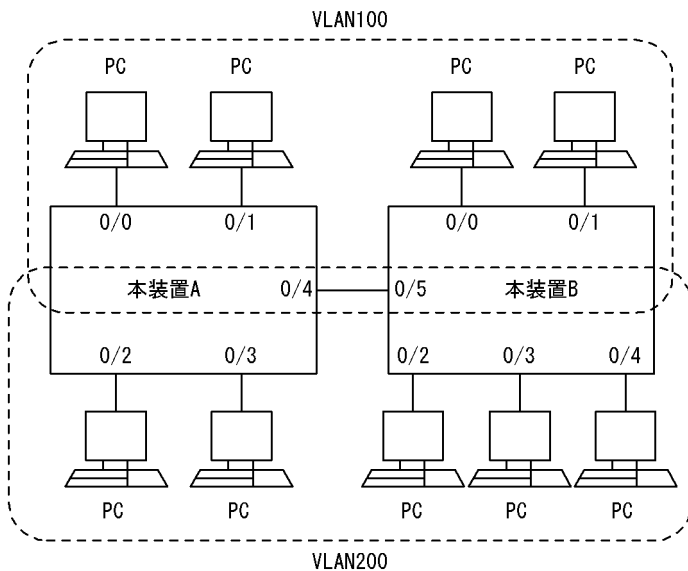 VLAN100
PC PC PC PC
0/0 0/1 0/0 0/1
本装置A 0/4 0/5 本装置B
0/2 0/3 0/2 0/3 0/4
PC PC PC PC PC
VLAN200